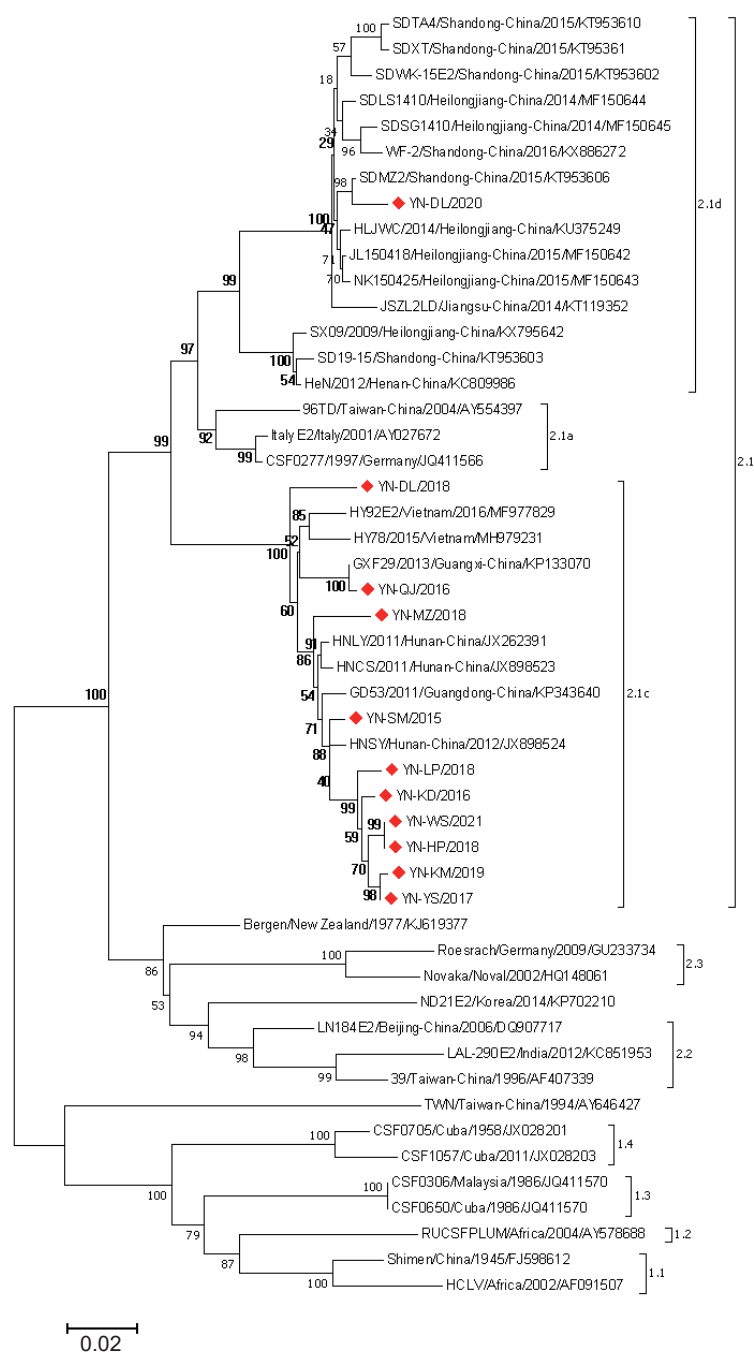 SDTA4/Shandong-China/2015/KT953610
100
SDXT/Shandong-China/2015/KT95361
57
SDWK-15E2/Shandong-China/2015/KT953602
18
SDLS1410/Heilongjiang-China/2014/MF150644
SDSG1410/Heilongjiang-China/2014/MF150645
34
29
96
WF-2/Shandong-China/2016/KX886272
SDMZ2/Shandong-China/2015/KT953606
98
YN-DL/2020
2.1d
100
47
HLJWC/2014/Heilongjiang-China/KU375249
71
JL150418/Heilongjiang-China/2015/MF150642
70
NK150425/Heilongjiang-China/2015/MF150643
99
JSZL2LD/Jiangsu-China/2014/KT119352
SX09/2009/Heilongjiang-China/KX795642
97
100
SD19-15/Shandong-China/KT953603
54
HeN/2012/Henan-China/KC809986
96TD/Taiwan-China/2004/AY554397
99
92
Italy E2/Italy/2001/AY027672
2.1a
99
CSF0277/1997/Germany/JQ411566
2.1
YN-DL/2018
85
HY92E2/Vietnam/2016/MF977829
52
100
HY78/2015/Vietnam/MH979231
GXF29/2013/Guangxi-China/KP133070
100
YN-QJ/2016
60
YN-MZ/2018
91
HNLY/2011/Hunan-China/JX262391
86
HNCS/2011/Hunan-China/JX898523
54
GD53/2011/Guangdong-China/KP343640
2.1c
100
71
YN-SM/2015
88
HNSY/Hunan-China/2012/JX898524
40
YN-LP/2018
99
YN-KD/2016
99
YN-WS/2021
59
YN-HP/2018
70
YN-KM/2019
98
YN-YS/2017
Bergen/New Zealand/1977/KJ619377
86
100
Roesrach/Germany/2009/GU233734
2.3
Novaka/Noval/2002/HQ148061
53
ND21E2/Korea/2014/KP702210
94
LN184E2/Beijing-China/2006/DQ907717
98
LAL-290E2/India/2012/KC851953
2.2
99
39/Taiwan-China/1996/AF407339
TWN/Taiwan-China/1994/AY646427
100
CSF0705/Cuba/1958/JX028201
1.4
CSF1057/Cuba/2011/JX028203
100
CSF0306/Malaysia/1986/JQ411570
100
1.3
CSF0650/Cuba/1986/JQ411570
79
RUCSFPLUM/Africa/2004/AY578688
1.2
87
Shimen/China/1945/FJ598612
1.1
100
HCLV/Africa/2002/AF091507
0.02